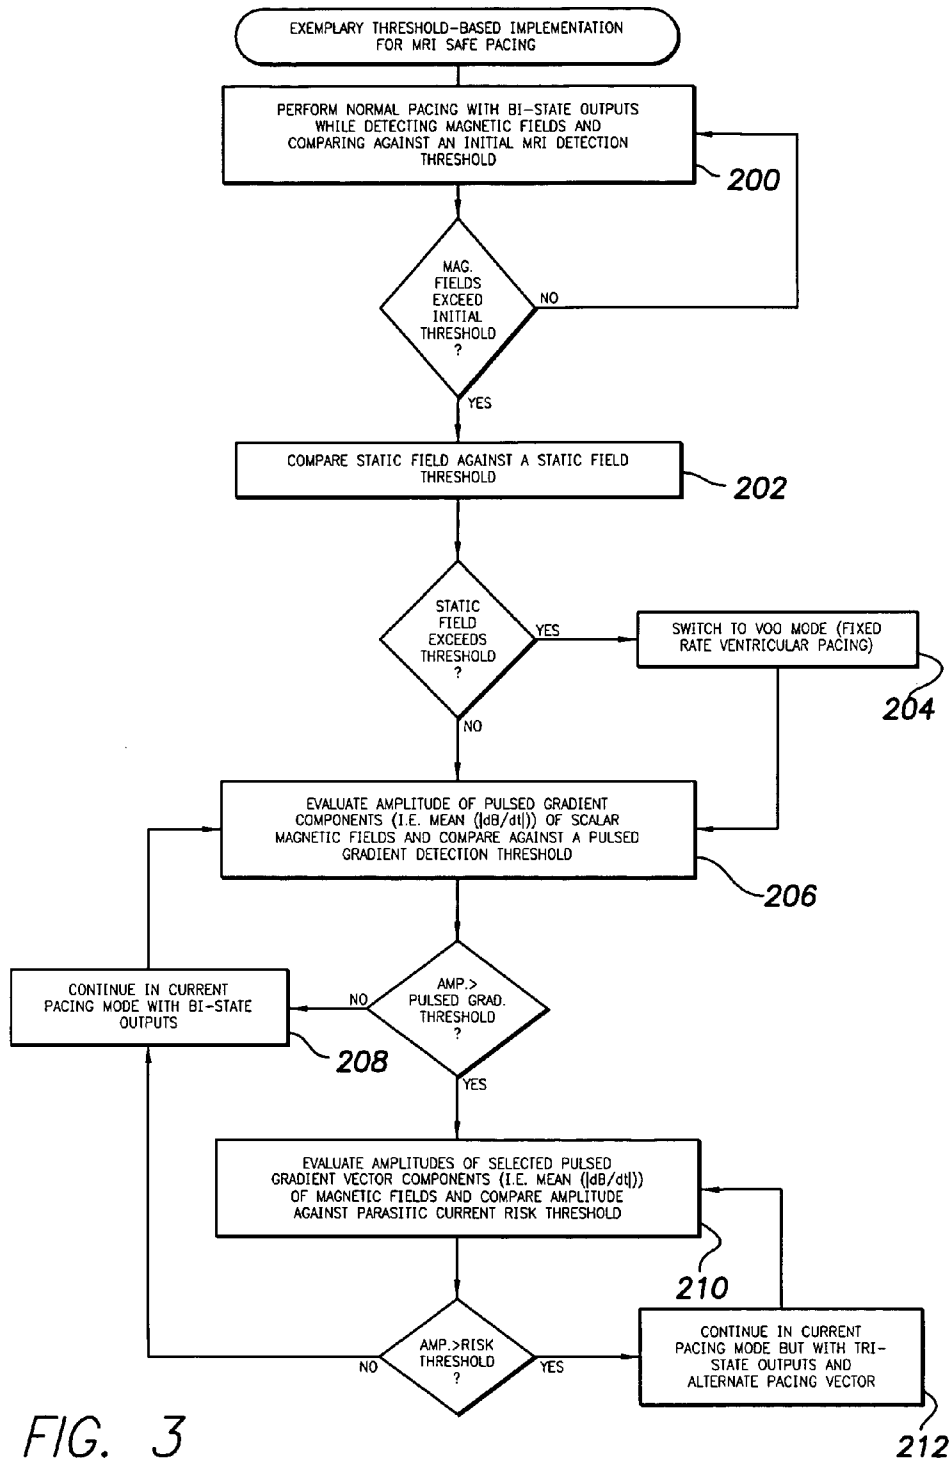 EXEMPLARY THRESHOLD-BASED IMPLEMENTATION
FOR MRI SAFE PACING
PERFORM NORMAL PACING WITH BI-STATE OUTPUTS
WHILE DETECTING MAGNETIC FIELDS AND
COMPARING AGAINST AN INITIAL MRI DETECTION
THRESHOLD
200
MAG.
FIELDS
EXCEED
INITIAL
THRESHOLD
?
NO
YES
COMPARE STATIC FIELD AGAINST A STATIC FIELD
THRESHOLD
202
STATIC
FIELD
EXCEEDS
THRESHOLD
?
YES
NO
SWITCH TO VOO MODE (FIXED
RATE VENTRICULAR PACING)
204
EVALUATE AMPLITUDE OF PULSED GRADIENT
COMPONENTS (I.E. MEAN (|dB/dt|)) OF SCALAR
MAGNETIC FIELDS AND COMPARE AGAINST A PULSED
GRADIENT DETECTION THRESHOLD
206
AMP.>
PULSED GRAD.
THRESHOLD
?
NO
YES
CONTINUE IN CURRENT
PACING MODE WITH BI-STATE
OUTPUTS
208
EVALUATE AMPLITUDES OF SELECTED PULSED
GRADIENT VECTOR COMPONENTS (I.E. MEAN (|dB/dt|))
OF MAGNETIC FIELDS AND COMPARE AMPLITUDE
AGAINST PARASITIC CURRENT RISK THRESHOLD
210
AMP.>RISK
THRESHOLD
?
NO
YES
CONTINUE IN CURRENT
PACING MODE BUT WITH TRI-
STATE OUTPUTS AND
ALTERNATE PACING VECTOR
212
FIG. 3